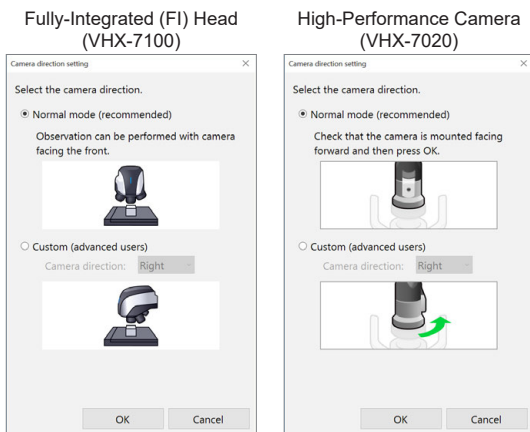 Fully-Integrated (FI) Head
(VHX-7100)
Camera direction setting
Select the camera direction.
Normal mode (recommended)
Observation can be performed with camera
facing the front.
Custom (advanced users)
Camera direction: Right
OK Cancel
High-Performance Camera
(VHX-7020)
Camera direction setting
Select the camera direction.
Normal mode (recommended)
Check that the camera is mounted facing
forward and then press OK.
Custom (advanced users)
Camera direction: Right
OK Cancel